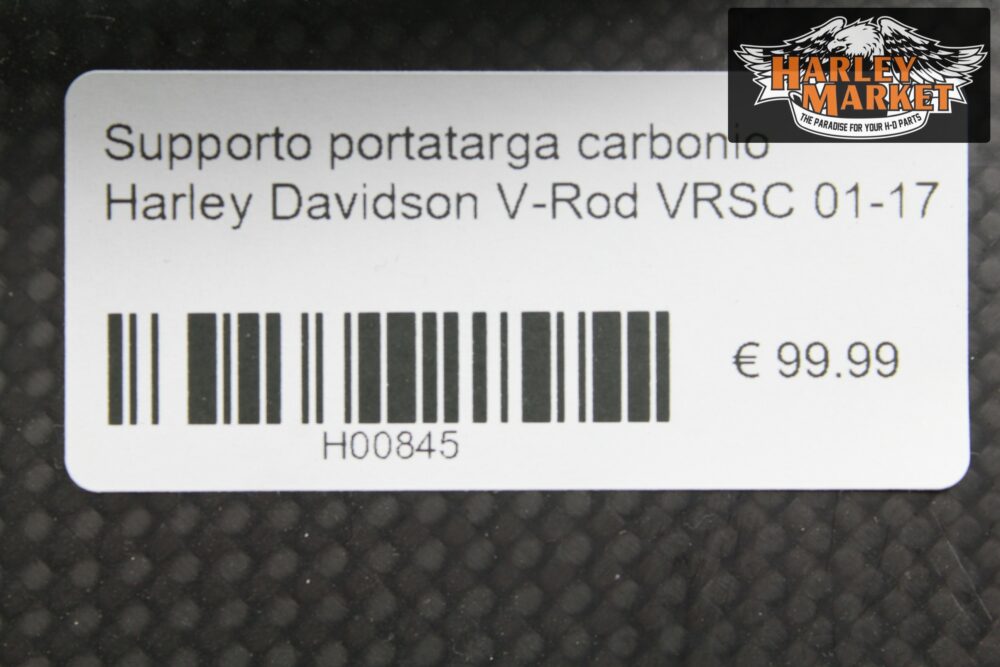 HARLEY
MARKET
THE PARADISE FOR YOUR H-D PARTS
Supporto portatarga carbonio
Harley Davidson V-Rod VRSC 01-17
€ 99.99
H00845